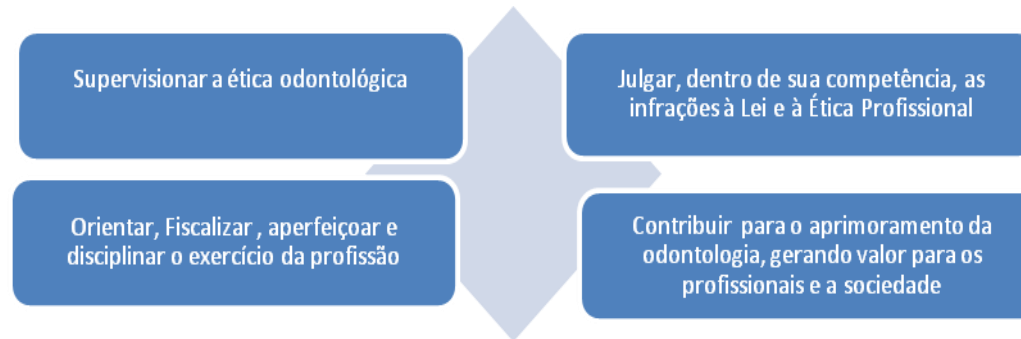 Supervisionar a ética odontológica
Julgar, dentro de sua competência, as
infrações à Lei e à Ética Profissional
Orientar, Fiscalizar , aperfeiçoar e
disciplinar o exercício da profissão
Contribuir para o aprimoramento da
odontologia, gerando valor para os
profissionais e a sociedade